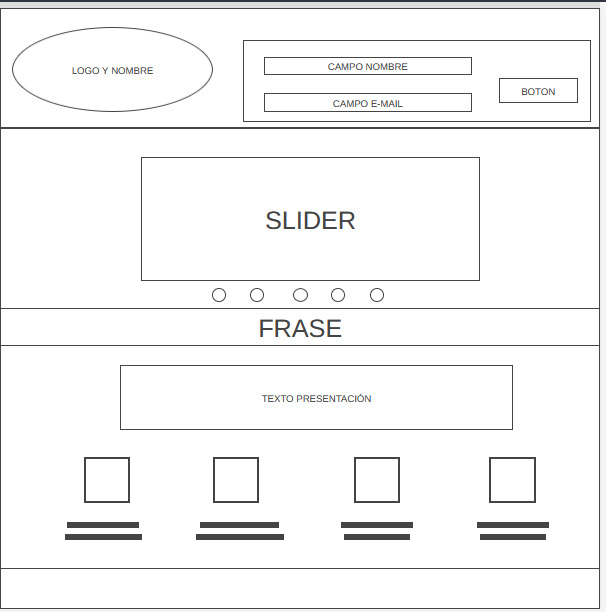 LOGO Y NOMBRE
CAMPO NOMBRE
CAMPO E-MAIL
BOTON
SLIDER
FRASE
TEXTO PRESENTACIÓN